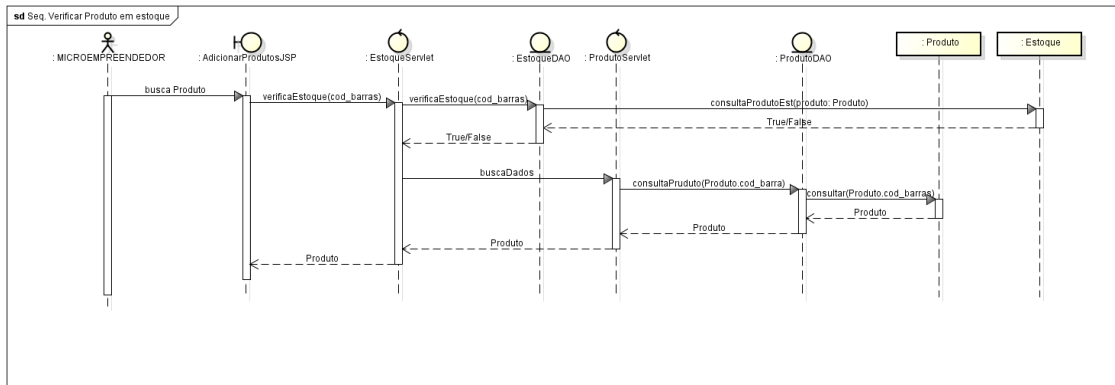 sd Seq. Verificar Produto em estoque
: MICROEMPREENDEDOR
: AdicionarProdutosJSP
: EstoqueServlet
: EstoqueDAO
: ProdutoServlet
: ProdutoDAO
: Produto
: Estoque
busca Produto
verificaEstoque(cod_barras)
verificaEstoque(cod_barras)
consultaProdutoEst(produto: Produto)
True/False
True/False
buscaDados
consultaPruduto(Produto.cod_barra)
consultar(Produto.cod_barras)
Produto
Produto
Produto
Produto